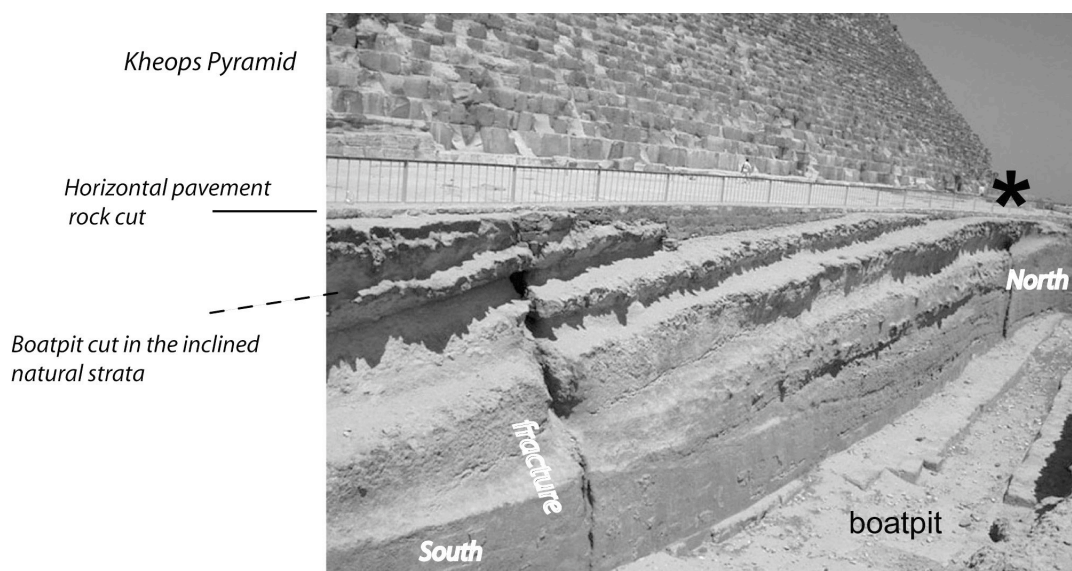 Kheops Pyramid
Horizontal pavement
rock cut
Boatpit cut in the inclined
natural strata
North
fracture
boatpit
South